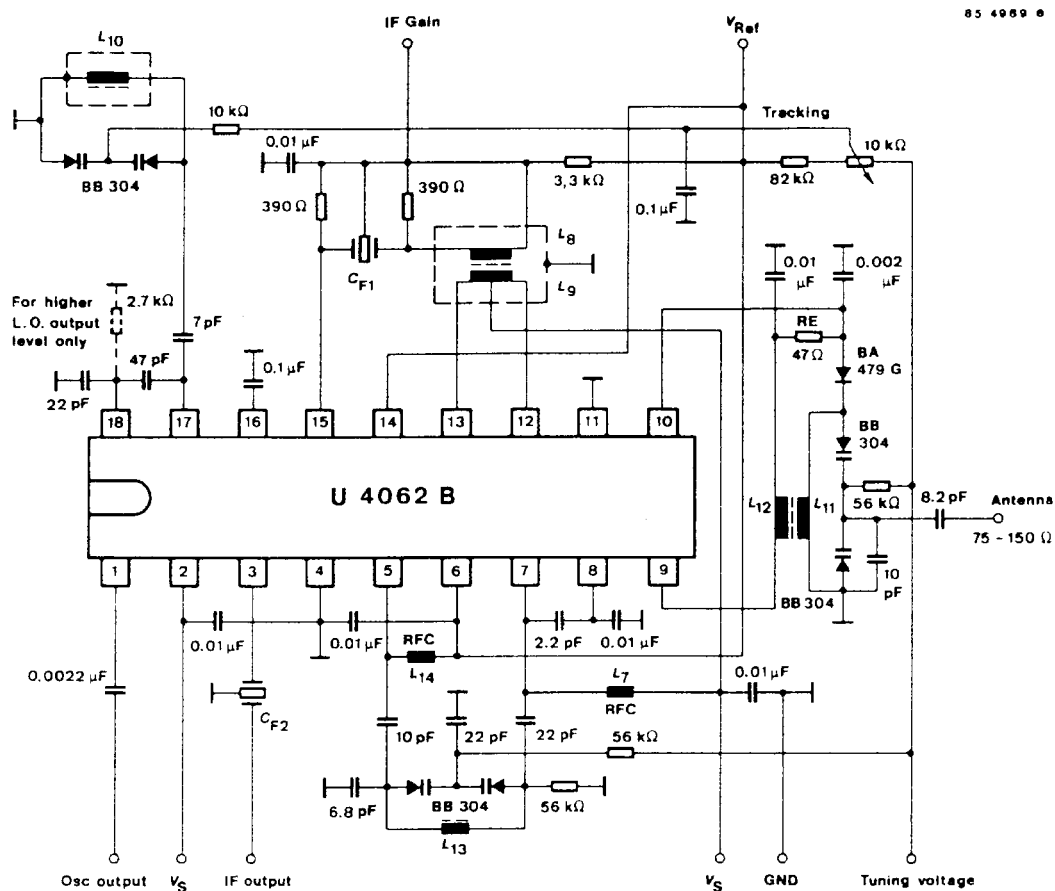 85 4989 e
IF Gain
VRef
L10
10 kΩ
Tracking
10 kΩ
0.01 µF
BB 304
390 Ω
390 Ω
3,3 kΩ
82 kΩ
0.1 µF
CF1
L8
L9
0.01 µF
0.002 µF
For higher
L.O. output
level only
2.7 kΩ
7 pF
47 pF
22 pF
0.1 µF
RE
47 Ω
BA
479 G
18
17
16
15
14
13
12
11
10
BB
304
U 4062 B
L12
L11
56 kΩ
8.2 pF
Antenna
75 - 150 Ω
10 pF
BB 304
1
2
3
4
5
6
7
8
9
0.01 µF
0.01 µF
2.2 pF
0.01 µF
RFC
L14
L7
RFC
0.01 µF
0.0022 µF
CF2
10 pF
22 pF
22 pF
56 kΩ
6.8 pF
BB 304
56 kΩ
L13
Osc output
VS
IF output
VS
GND
Tuning voltage